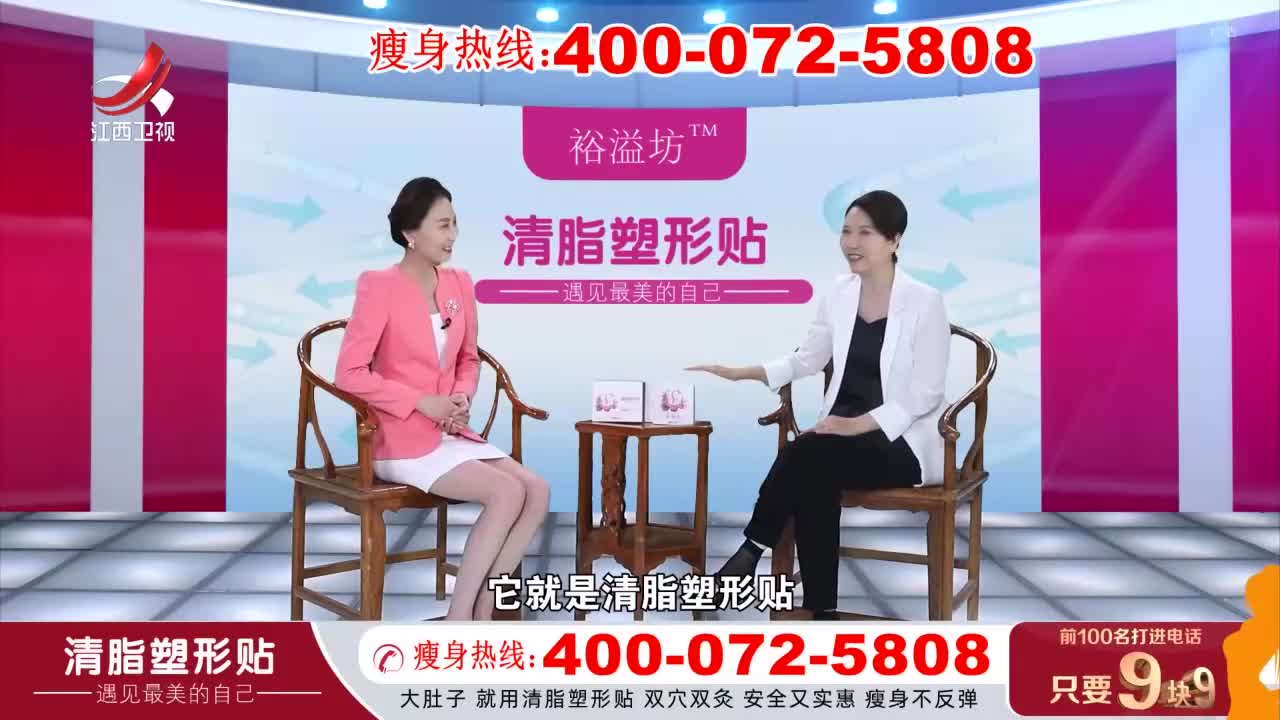 瘦身热线:400-072-5808
江西卫视
裕溢坊™
清脂塑形贴
遇见最美的自己
它就是清脂塑形贴
清脂塑形贴
遇见最美的自己
瘦身热线:400-072-5808
大肚子 就用清脂塑形贴 双穴双灸 安全又实惠 瘦身不反弹
前100名打进电话
只要9块9